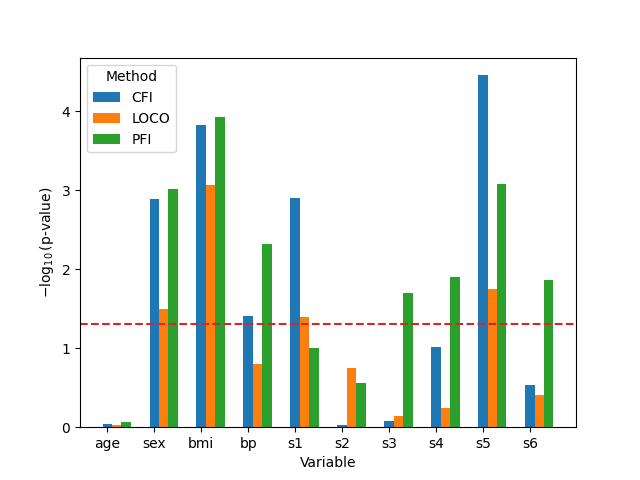 Method
CFI
LOCO
PFI
4
3
2
1
0
−log₁₀(p-value)
age sex bmi bp s1 s2 s3 s4 s5 s6
Variable